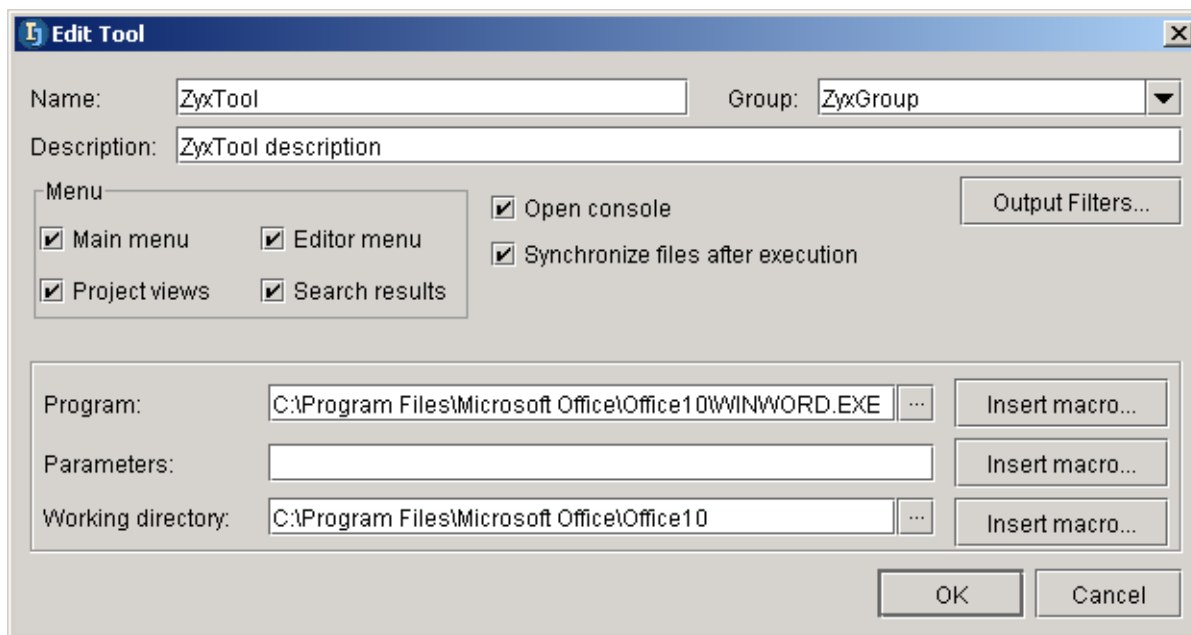 Edit Tool
Name: ZyxTool Group: ZyxGroup
Description: ZyxTool description
Menu
Open console
Output Filters...
Main menu Editor menu
Synchronize files after execution
Project views Search results
Program: C:\Program Files\Microsoft Office\Office10\WINWORD.EXE ... Insert macro...
Parameters: Insert macro...
Working directory: C:\Program Files\Microsoft Office\Office10 ... Insert macro...
OK Cancel